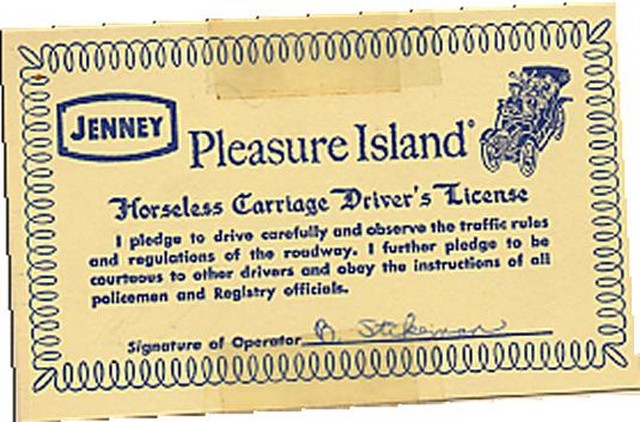 JENNEY
Pleasure Island®
Horseless Carriage Driver's License
I pledge to drive carefully and observe the traffic rules
and regulations of the roadway. I further pledge to be
courteous to other drivers and obey the instructions of all
policemen and Registry officials.
Signature of Operator B.